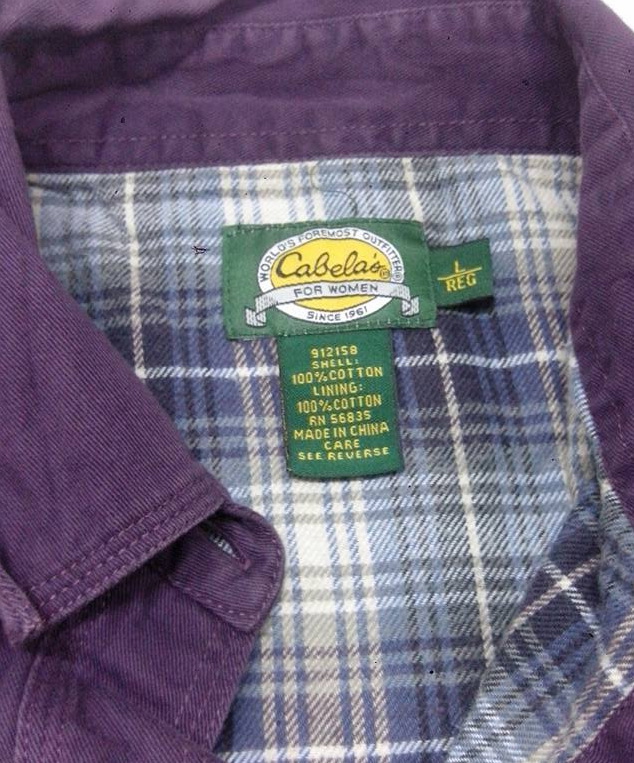 WORLD'S FOREMOST OUTFITTER®
Cabela's®
FOR WOMEN
SINCE 1961
L
REG
912158
SHELL:
100% COTTON
LINING:
100% COTTON
RN 56835
MADE IN CHINA
CARE
SEE REVERSE